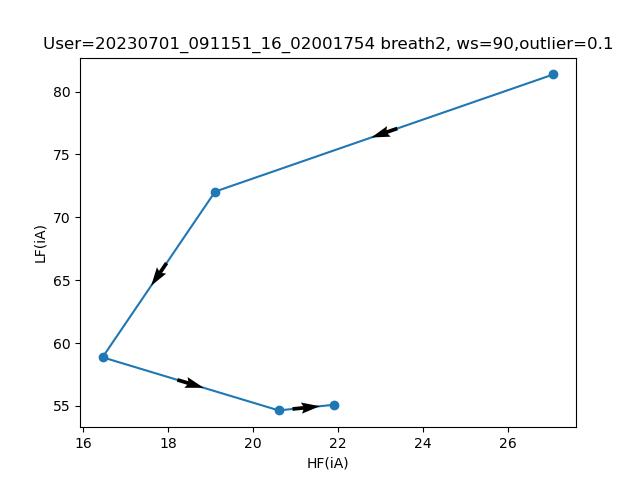 User=20230701_091151_16_02001754 breath2, ws=90,outlier=0.1
LF(iA)
80
75
70
65
60
55
16 18 20 22 24 26
HF(iA)